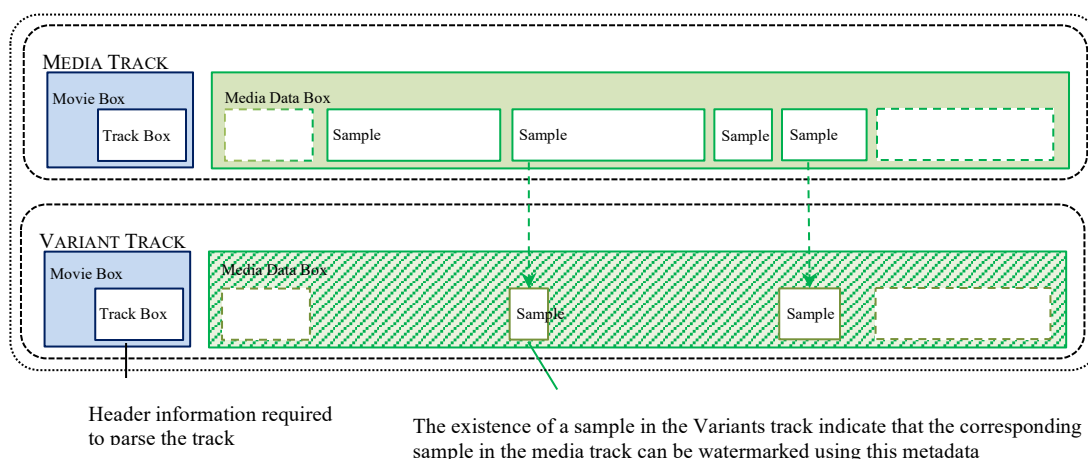 MEDIA TRACK
Movie Box
Track Box
Media Data Box
Sample
Sample
Sample
Sample
VARIANT TRACK
Movie Box
Track Box
Media Data Box
Sample
Sample
Header information required
to parse the track
The existence of a sample in the Variants track indicate that the corresponding
sample in the media track can be watermarked using this metadata